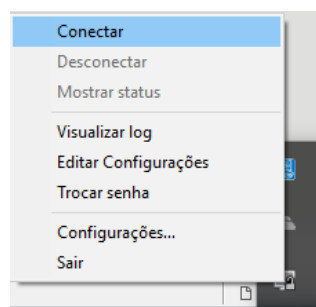 Conectar
Desconectar
Mostrar status
Visualizar log
Editar Configurações
Trocar senha
Configurações...
Sair